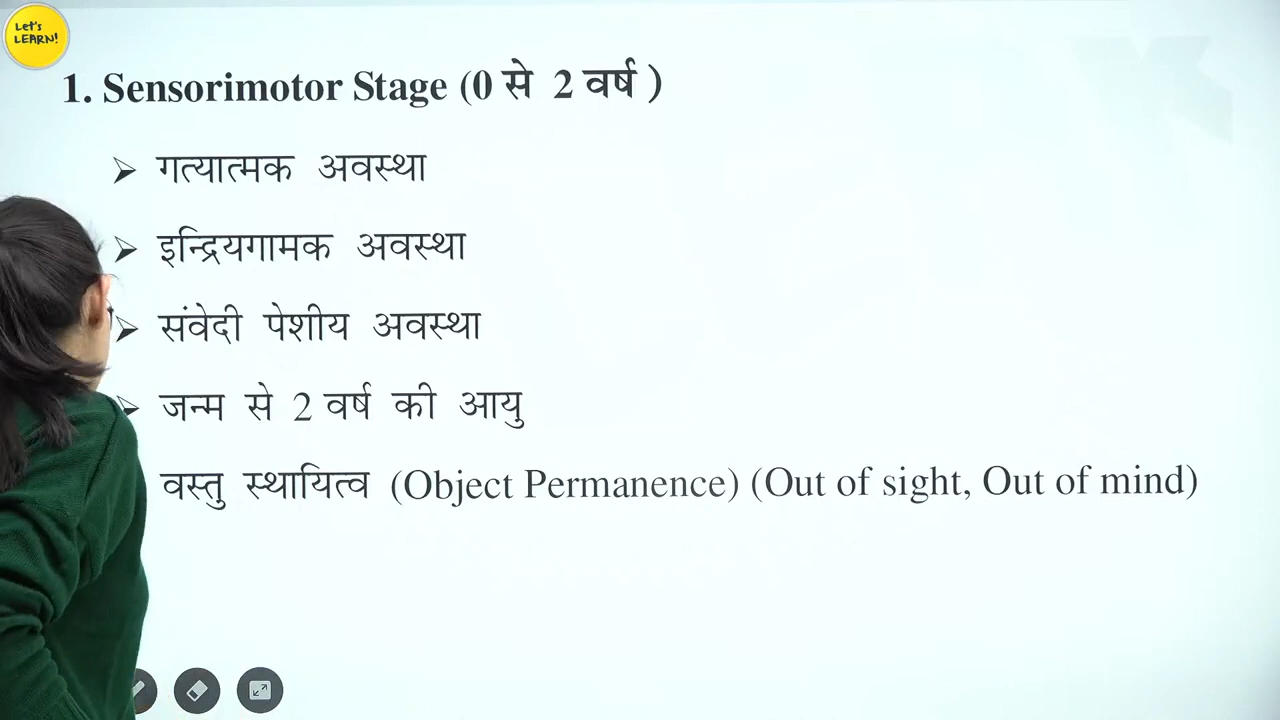 Let's
LEARN!
1. Sensorimotor Stage (0 से 2 वर्ष )
➢ गत्यात्मक अवस्था
➢ इन्द्रियगामक अवस्था
➢ संवेदी पेशीय अवस्था
➢ जन्म से 2 वर्ष की आयु
वस्तु स्थायित्व (Object Permanence) (Out of sight, Out of mind)